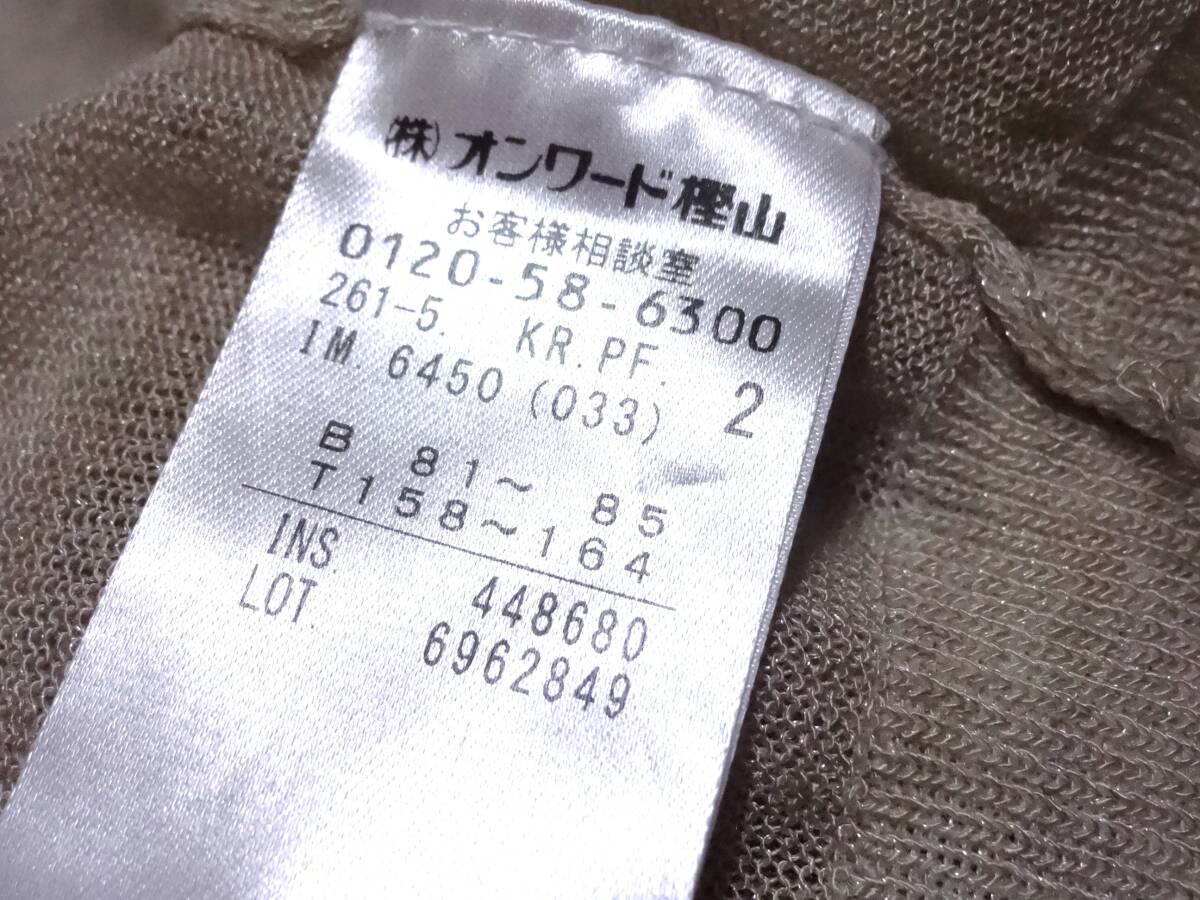 (株)オンワード樫山
お客様相談室
0120-58-6300
261-5. KR.PF.
IM. 6450 (033) 2
B 81~ 85
T158~164
INS. 448680
LOT. 6962849